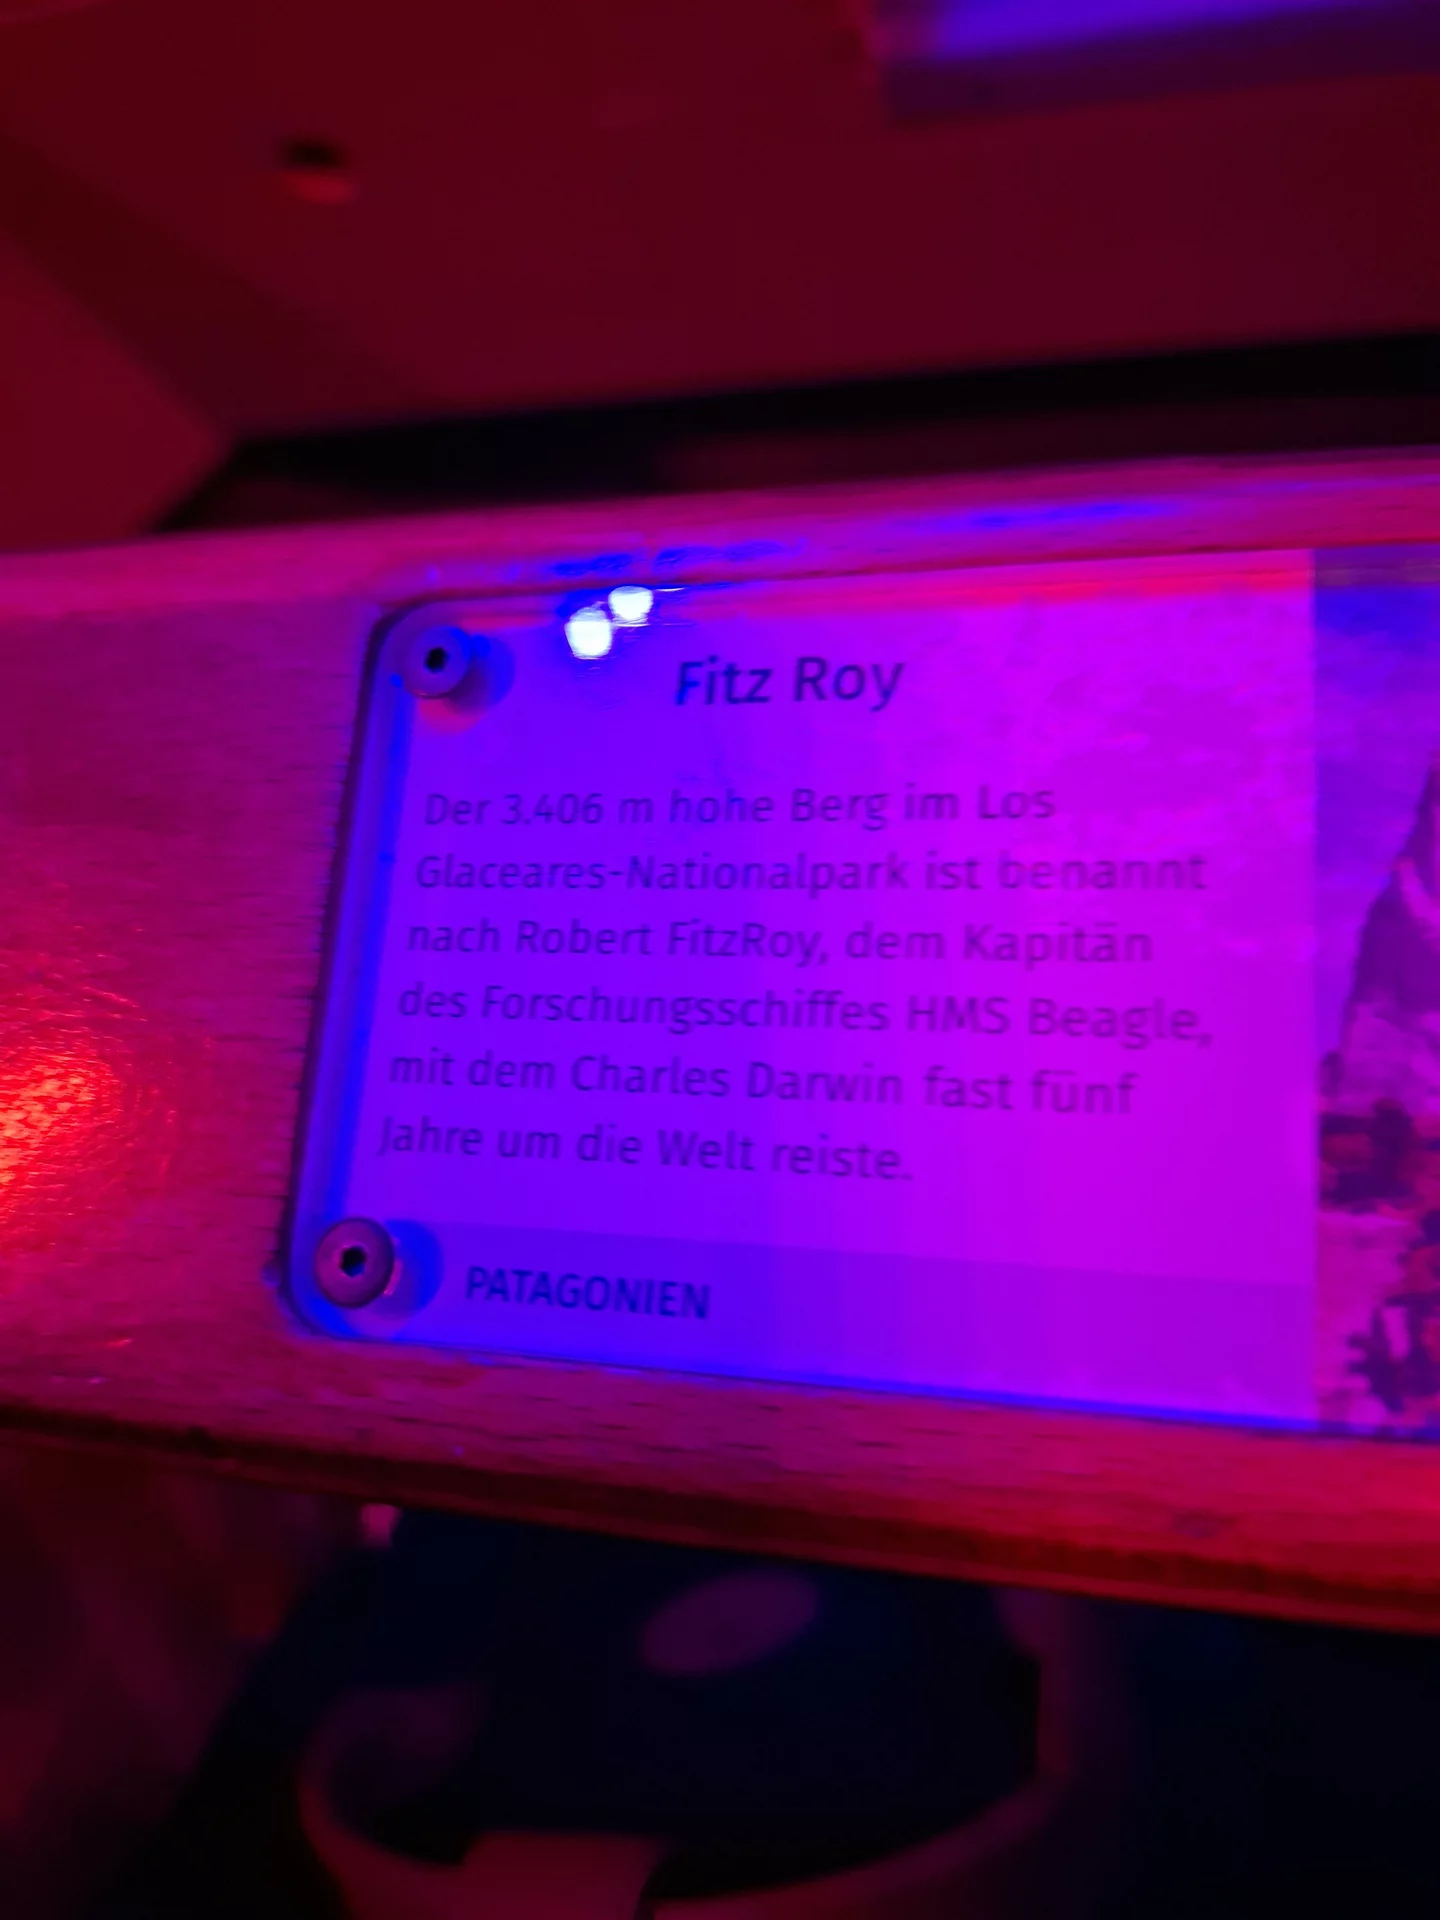 Fitz Roy
Der 3.406 m hohe Berg im Los
Glaceares-Nationalpark ist benannt
nach Robert FitzRoy, dem Kapitän
des Forschungsschiffes HMS Beagle,
mit dem Charles Darwin fast fünf
Jahre um die Welt reiste.
PATAGONIEN